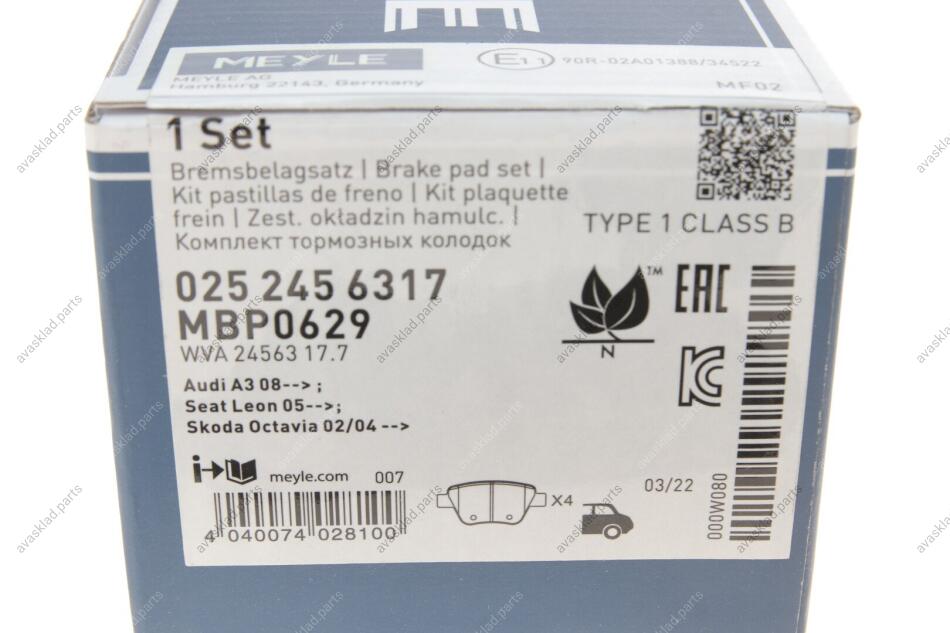 MEYLE
E11 90R-02A01388/34522
MEYLE AG
Hamburg 22143, Germany
MF02
1 Set
Bremsbelagsatz | Brake pad set |
Kit pastillas de freno | Kit plaquette
frein | Zest. okładzin hamulc. |
Комплект тормозных колодок
TYPE 1 CLASS B
025 245 6317
MBP0629
WVA 24563 17.7
Audi A3 08--> ;
Seat Leon 05-->;
Skoda Octavia 02/04 -->
TM
N
EAC
KC
meyle.com 007
4 040074 028100
X4
03/22
000W080
avasklad.parts